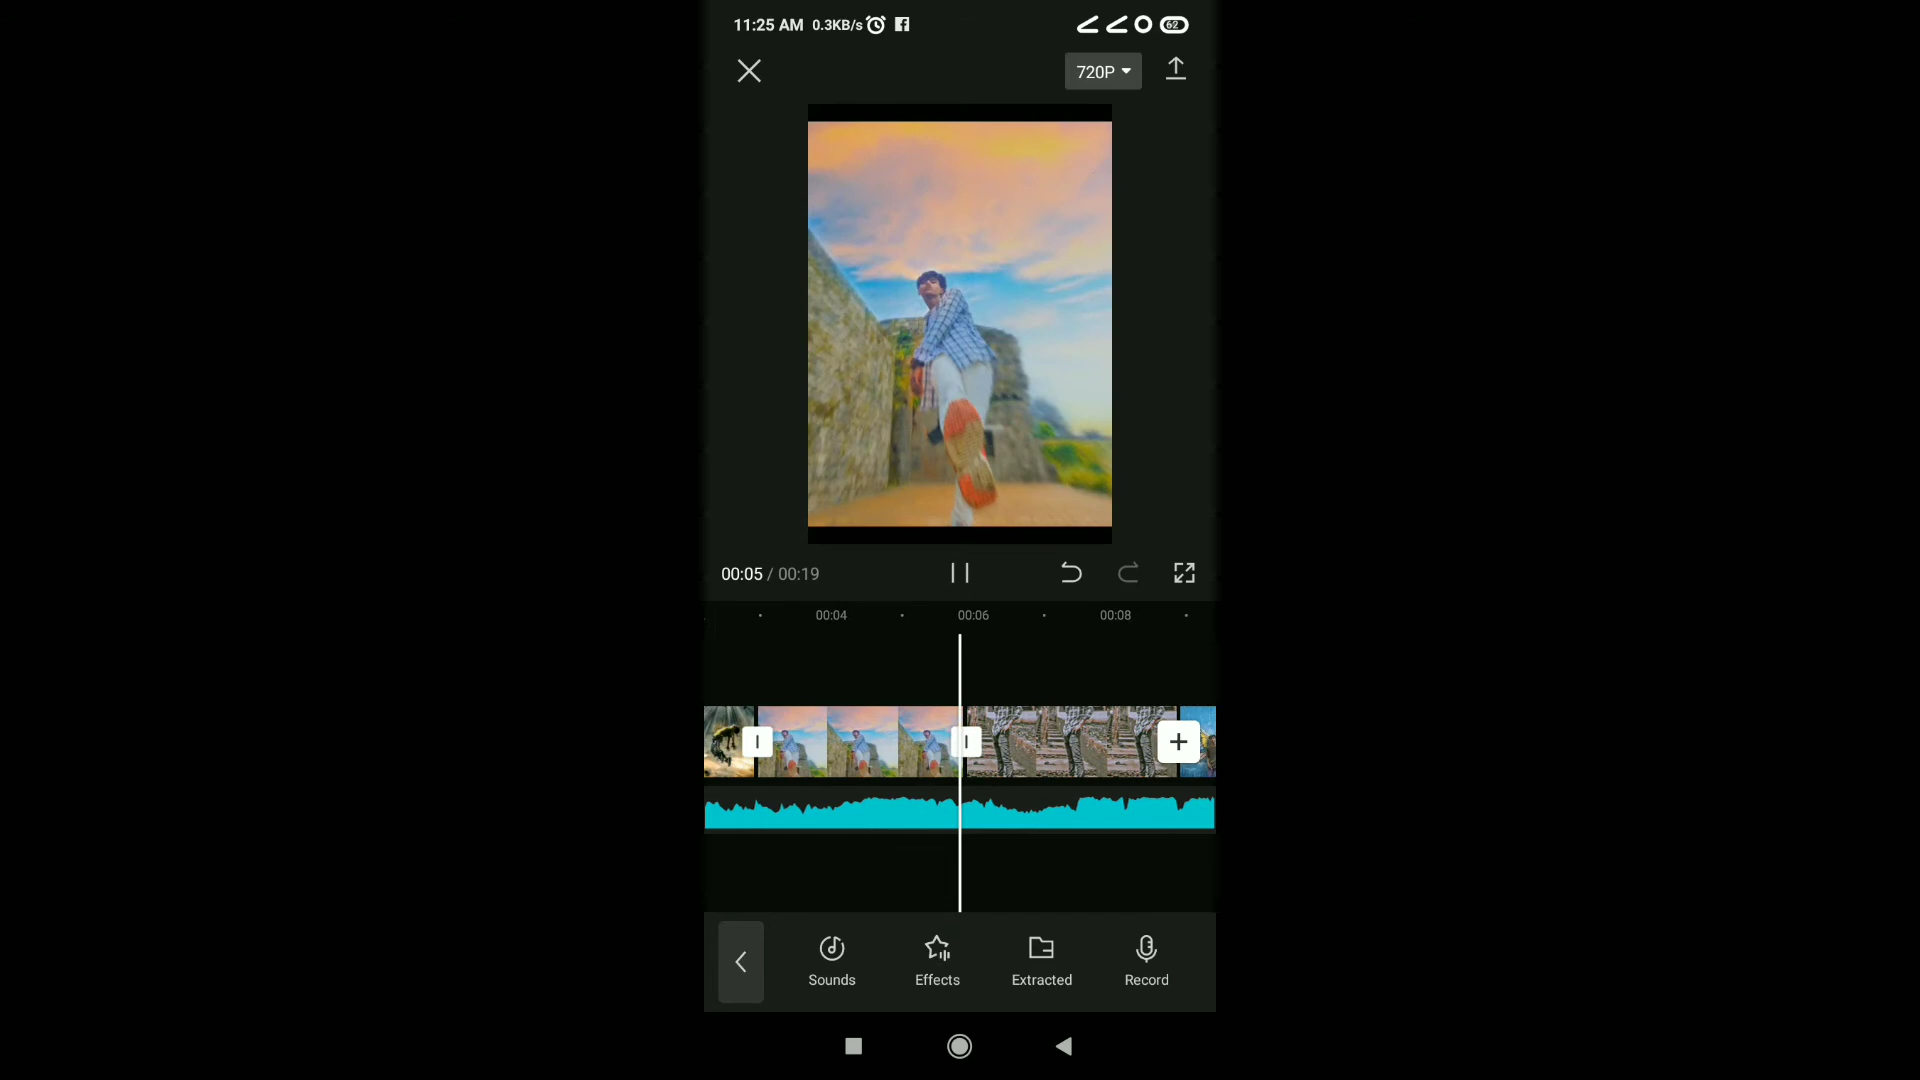 11:25 AM 0.3KB/s
62
720P
00:05 / 00:19
00:04 00:06 00:08
Sounds Effects Extracted Record